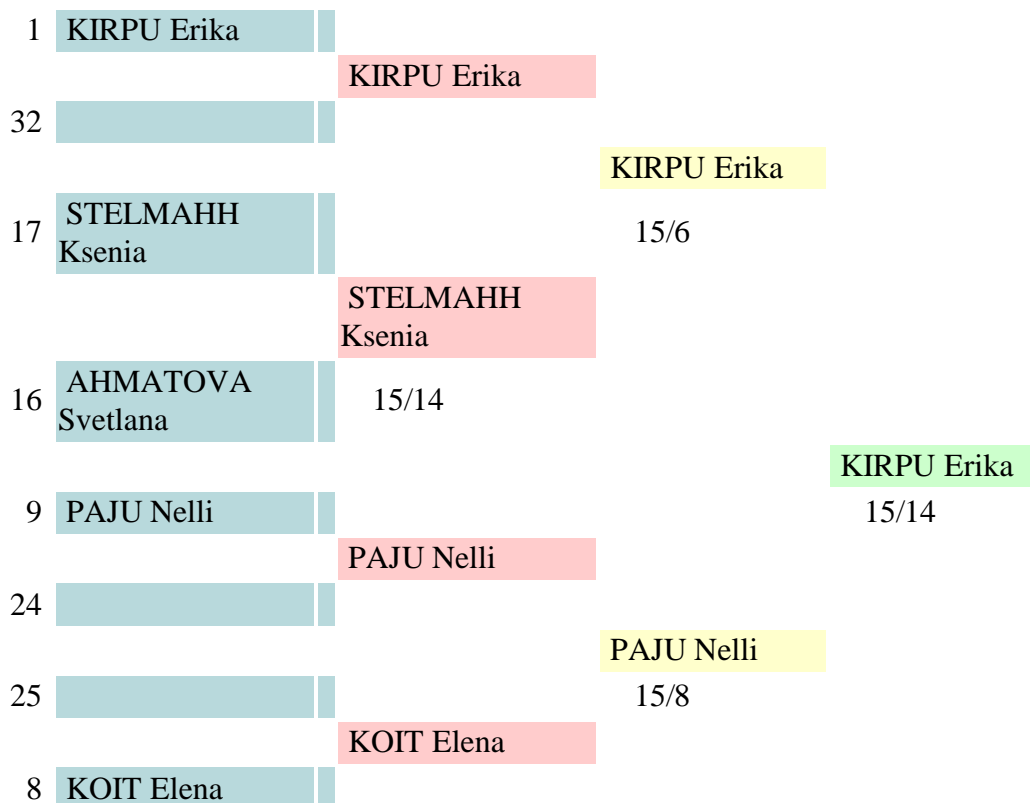 1 KIRPU Erika
KIRPU Erika
32
KIRPU Erika
17 STELMAHH
Ksenia
15/6
STELMAHH
Ksenia
16 AHMATOVA
Svetlana
15/14
KIRPU Erika
9 PAJU Nelli
15/14
PAJU Nelli
24
PAJU Nelli
25
15/8
KOIT Elena
8 KOIT Elena